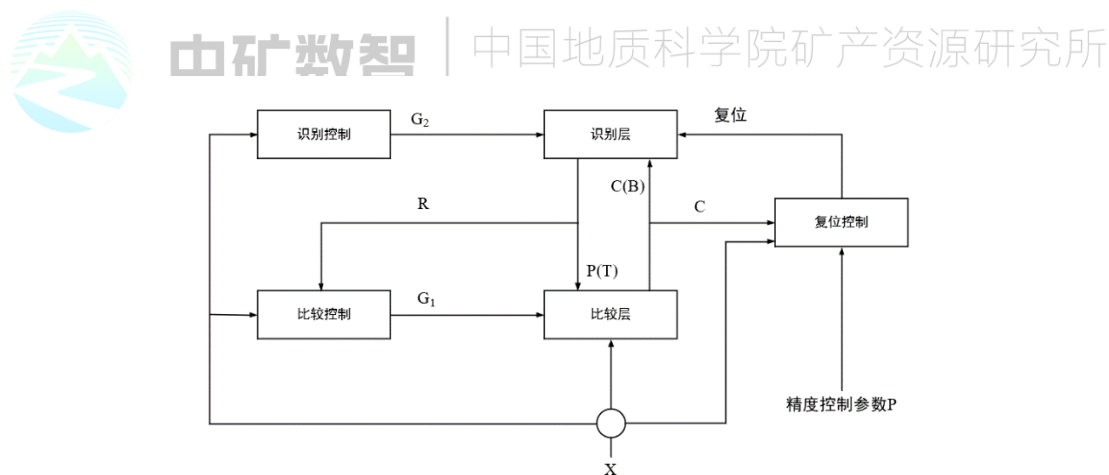 中矿数智 中国地质科学院矿产资源研究所
复位
识别控制 G₂ 识别层
C(B)
R C 复位控制
P(T)
比较控制 G₁ 比较层
精度控制参数P
X